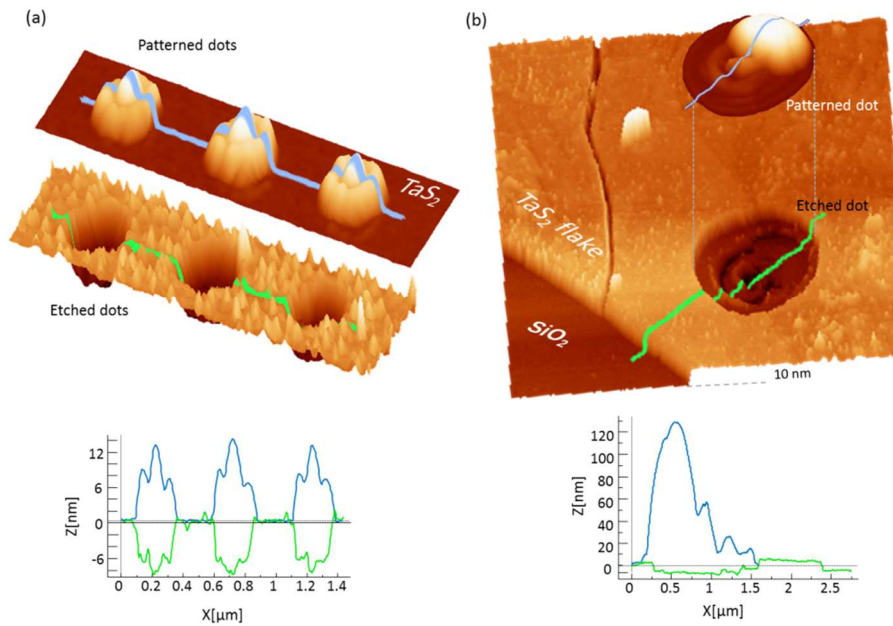 (a)
Patterned dots
TaS₂
Etched dots
12
6
0
-6
Z[nm]
0 0.2 0.4 0.6 0.8 1 1.2 1.4
X[μm]
(b)
Patterned dot
Etched dot
TaS₂ flake
SiO₂
10 nm
120
100
80
60
40
20
0
Z[nm]
0 0.5 1 1.5 2 2.5
X[μm]